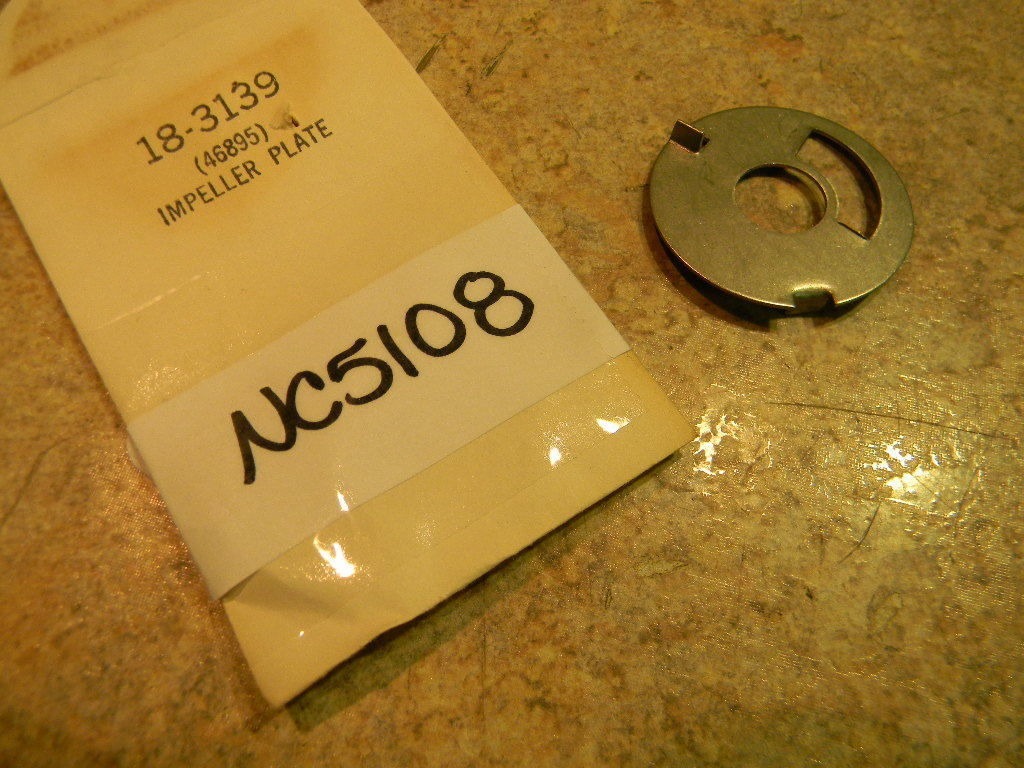 18-3139
(46895)
IMPELLER PLATE
NC5108